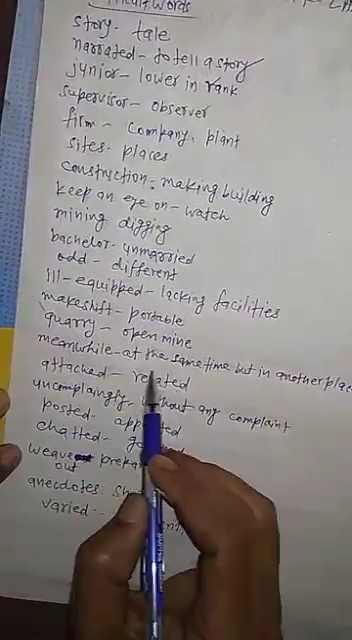 Difficult words
story- tale
narrated- to tell a story
junior- lower in rank
supervisor- observer
firm - company, plant
sites- places
construction- making building
keep an eye on- watch
mining digging
bachelor- unmarried
odd- different
ill-equipped- lacking facilities
makeshift- portable
quarry- open mine
meanwhile-at the same time but in another place
attached- related
uncomplaingly- without any complaint
posted-
chatted-
weave out
anecdotes:
varied:-